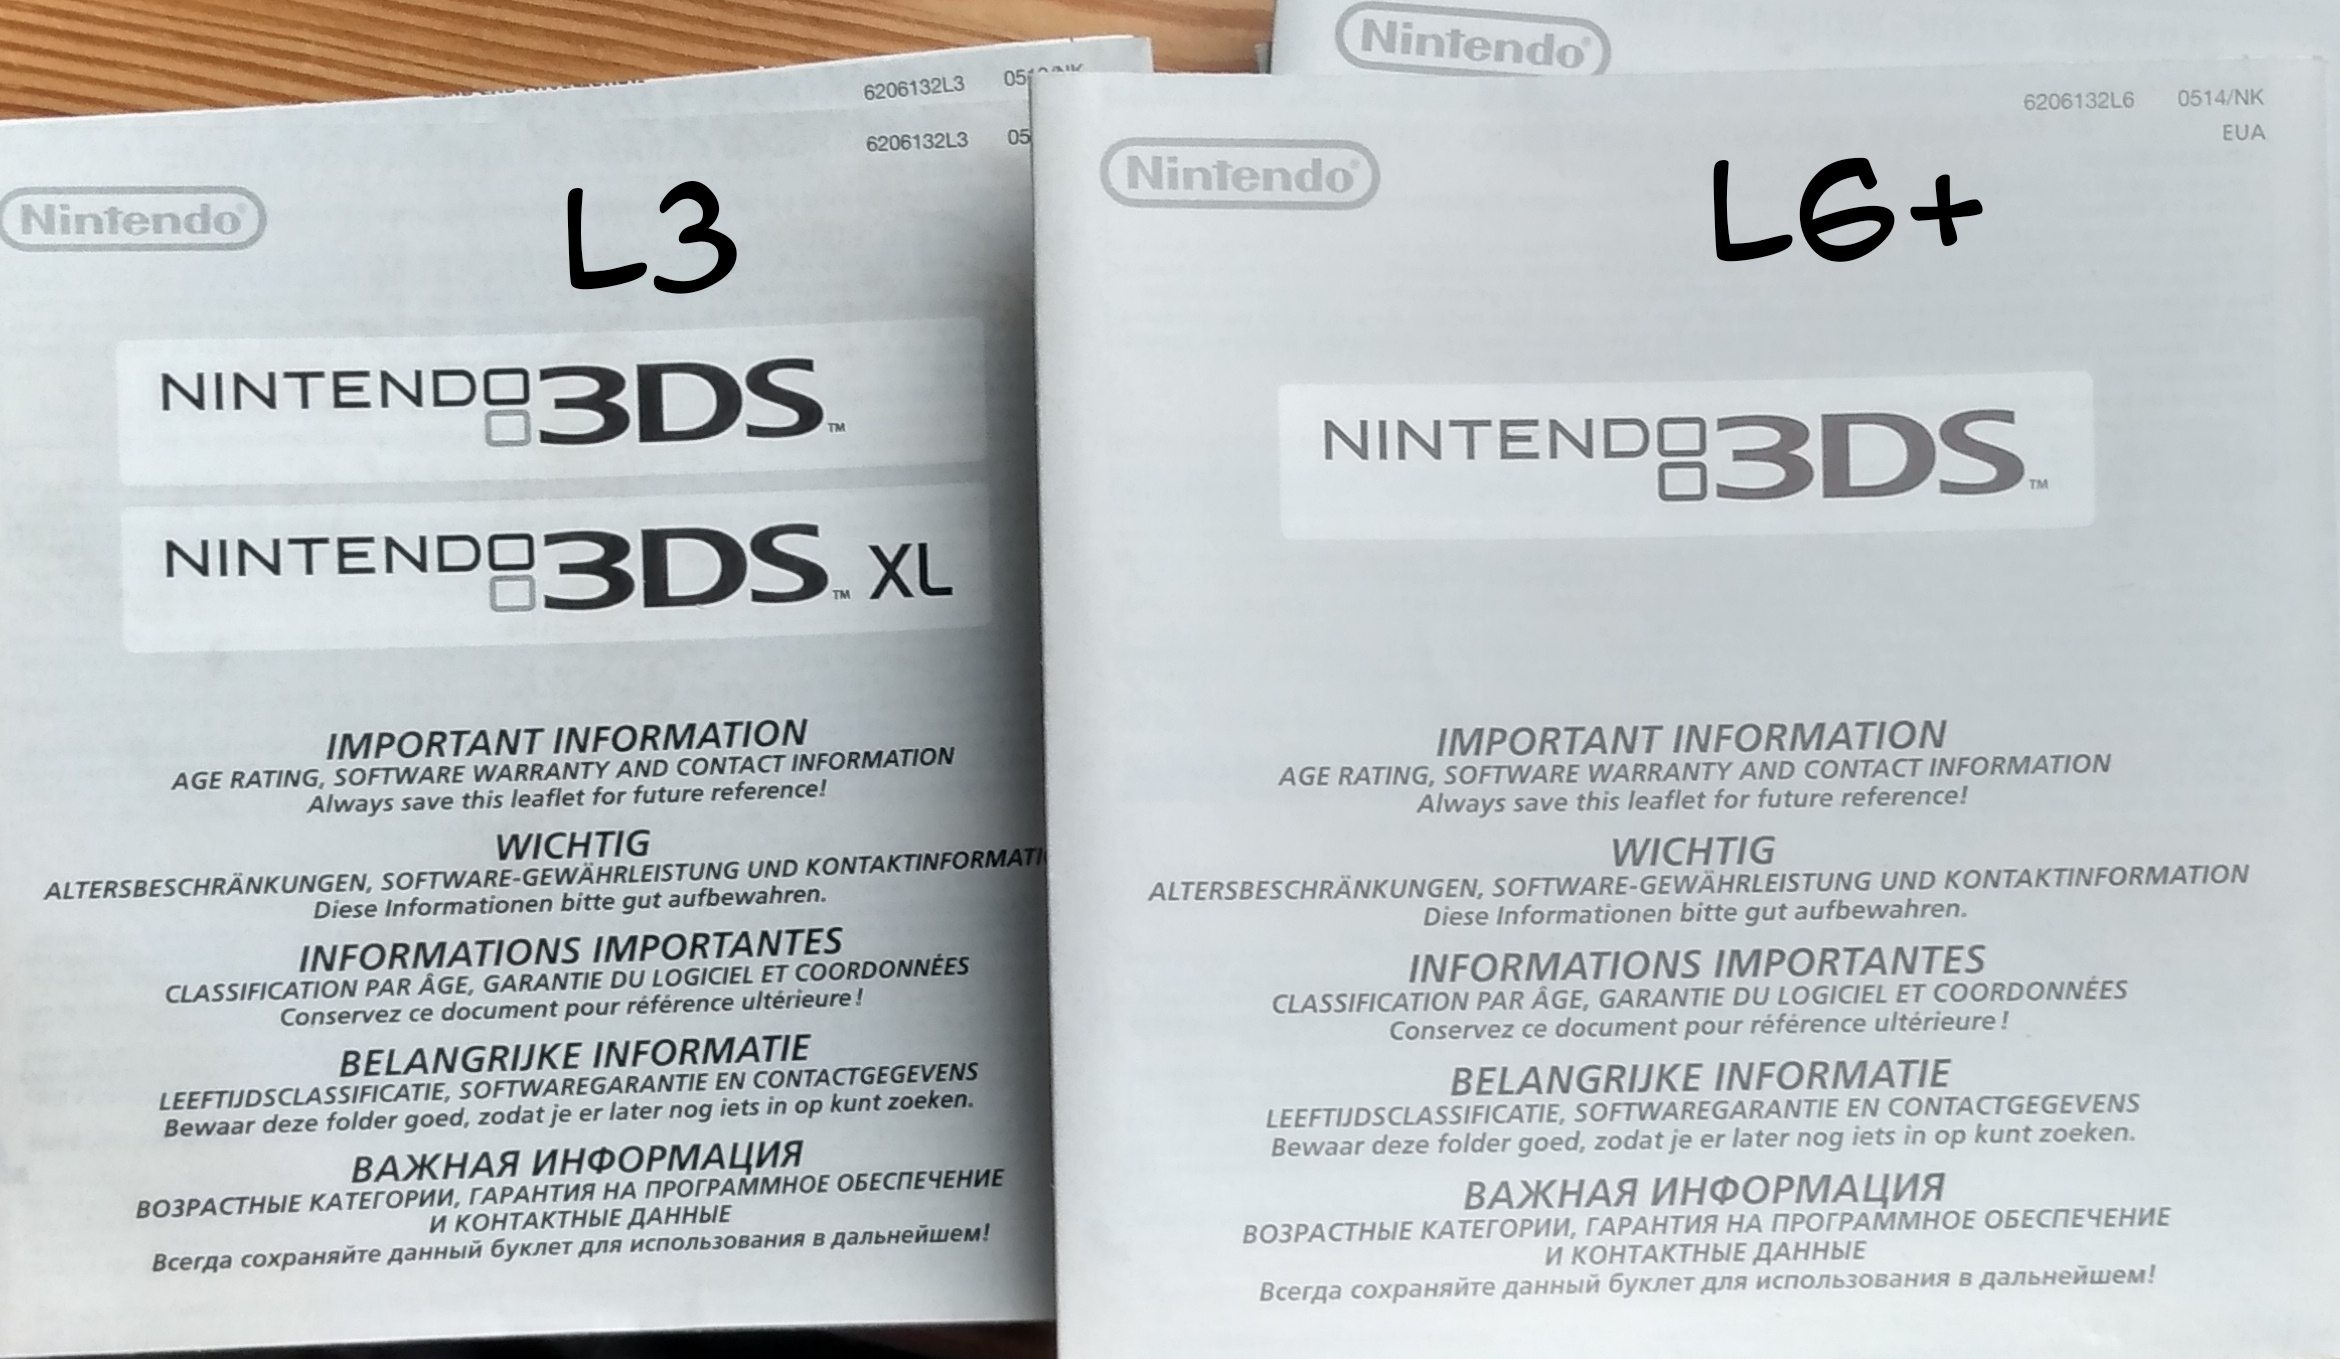 6206132L3
6206132L3 05
Nintendo®
L3
NINTENDO 3DS™
NINTENDO 3DS™ XL
IMPORTANT INFORMATION
AGE RATING, SOFTWARE WARRANTY AND CONTACT INFORMATION
Always save this leaflet for future reference!
WICHTIG
ALTERSBESCHRÄNKUNGEN, SOFTWARE-GEWÄHRLEISTUNG UND KONTAKTINFORMATI
Diese Informationen bitte gut aufbewahren.
INFORMATIONS IMPORTANTES
CLASSIFICATION PAR ÂGE, GARANTIE DU LOGICIEL ET COORDONNÉES
Conservez ce document pour référence ultérieure !
BELANGRIJKE INFORMATIE
LEEFTIJDSCLASSIFICATIE, SOFTWAREGARANTIE EN CONTACTGEGEVENS
Bewaar deze folder goed, zodat je er later nog iets in op kunt zoeken.
ВАЖНАЯ ИНФОРМАЦИЯ
ВОЗРАСТНЫЕ КАТЕГОРИИ, ГАРАНТИЯ НА ПРОГРАММНОЕ ОБЕСПЕЧЕНИЕ
И КОНТАКТНЫЕ ДАННЫЕ
Всегда сохраняйте данный буклет для использования в дальнейшем!
Nintendo®
6206132L6 0514/NK
EUA
Nintendo®
L6+
NINTENDO 3DS™
IMPORTANT INFORMATION
AGE RATING, SOFTWARE WARRANTY AND CONTACT INFORMATION
Always save this leaflet for future reference!
WICHTIG
ALTERSBESCHRÄNKUNGEN, SOFTWARE-GEWÄHRLEISTUNG UND KONTAKTINFORMATION
Diese Informationen bitte gut aufbewahren.
INFORMATIONS IMPORTANTES
CLASSIFICATION PAR ÂGE, GARANTIE DU LOGICIEL ET COORDONNÉES
Conservez ce document pour référence ultérieure !
BELANGRIJKE INFORMATIE
LEEFTIJDSCLASSIFICATIE, SOFTWAREGARANTIE EN CONTACTGEGEVENS
Bewaar deze folder goed, zodat je er later nog iets in op kunt zoeken.
ВАЖНАЯ ИНФОРМАЦИЯ
ВОЗРАСТНЫЕ КАТЕГОРИИ, ГАРАНТИЯ НА ПРОГРАММНОЕ ОБЕСПЕЧЕНИЕ
И КОНТАКТНЫЕ ДАННЫЕ
Всегда сохраняйте данный буклет для использования в дальнейшем!